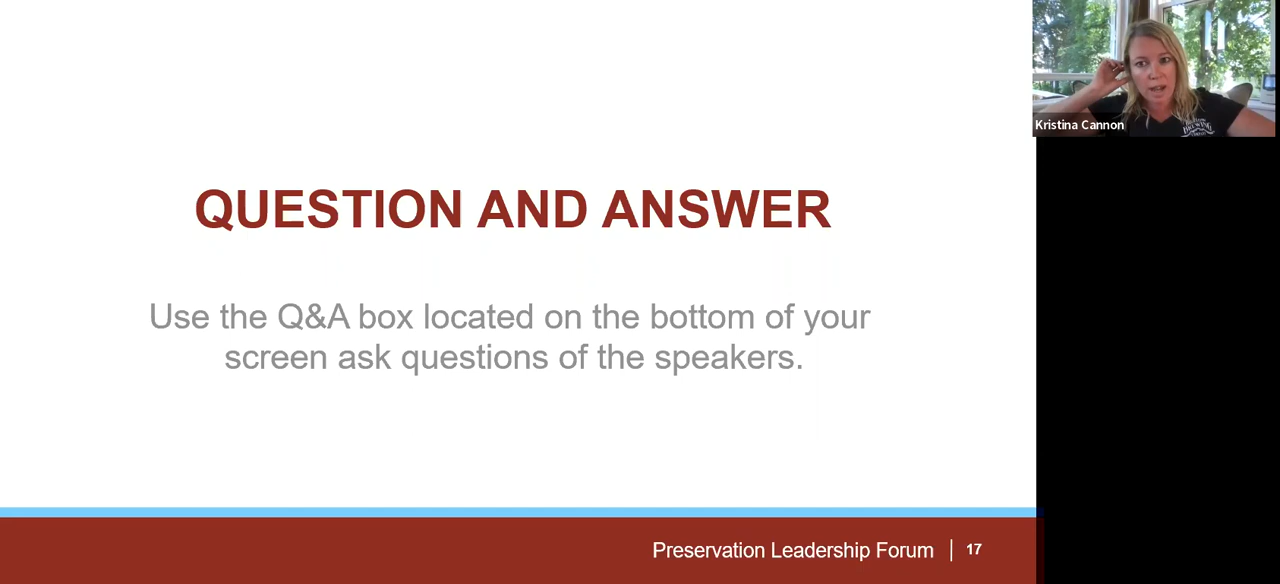 QUESTION AND ANSWER
Use the Q&A box located on the bottom of your
screen ask questions of the speakers.
Preservation Leadership Forum | 17
Kristina Cannon
BREWING